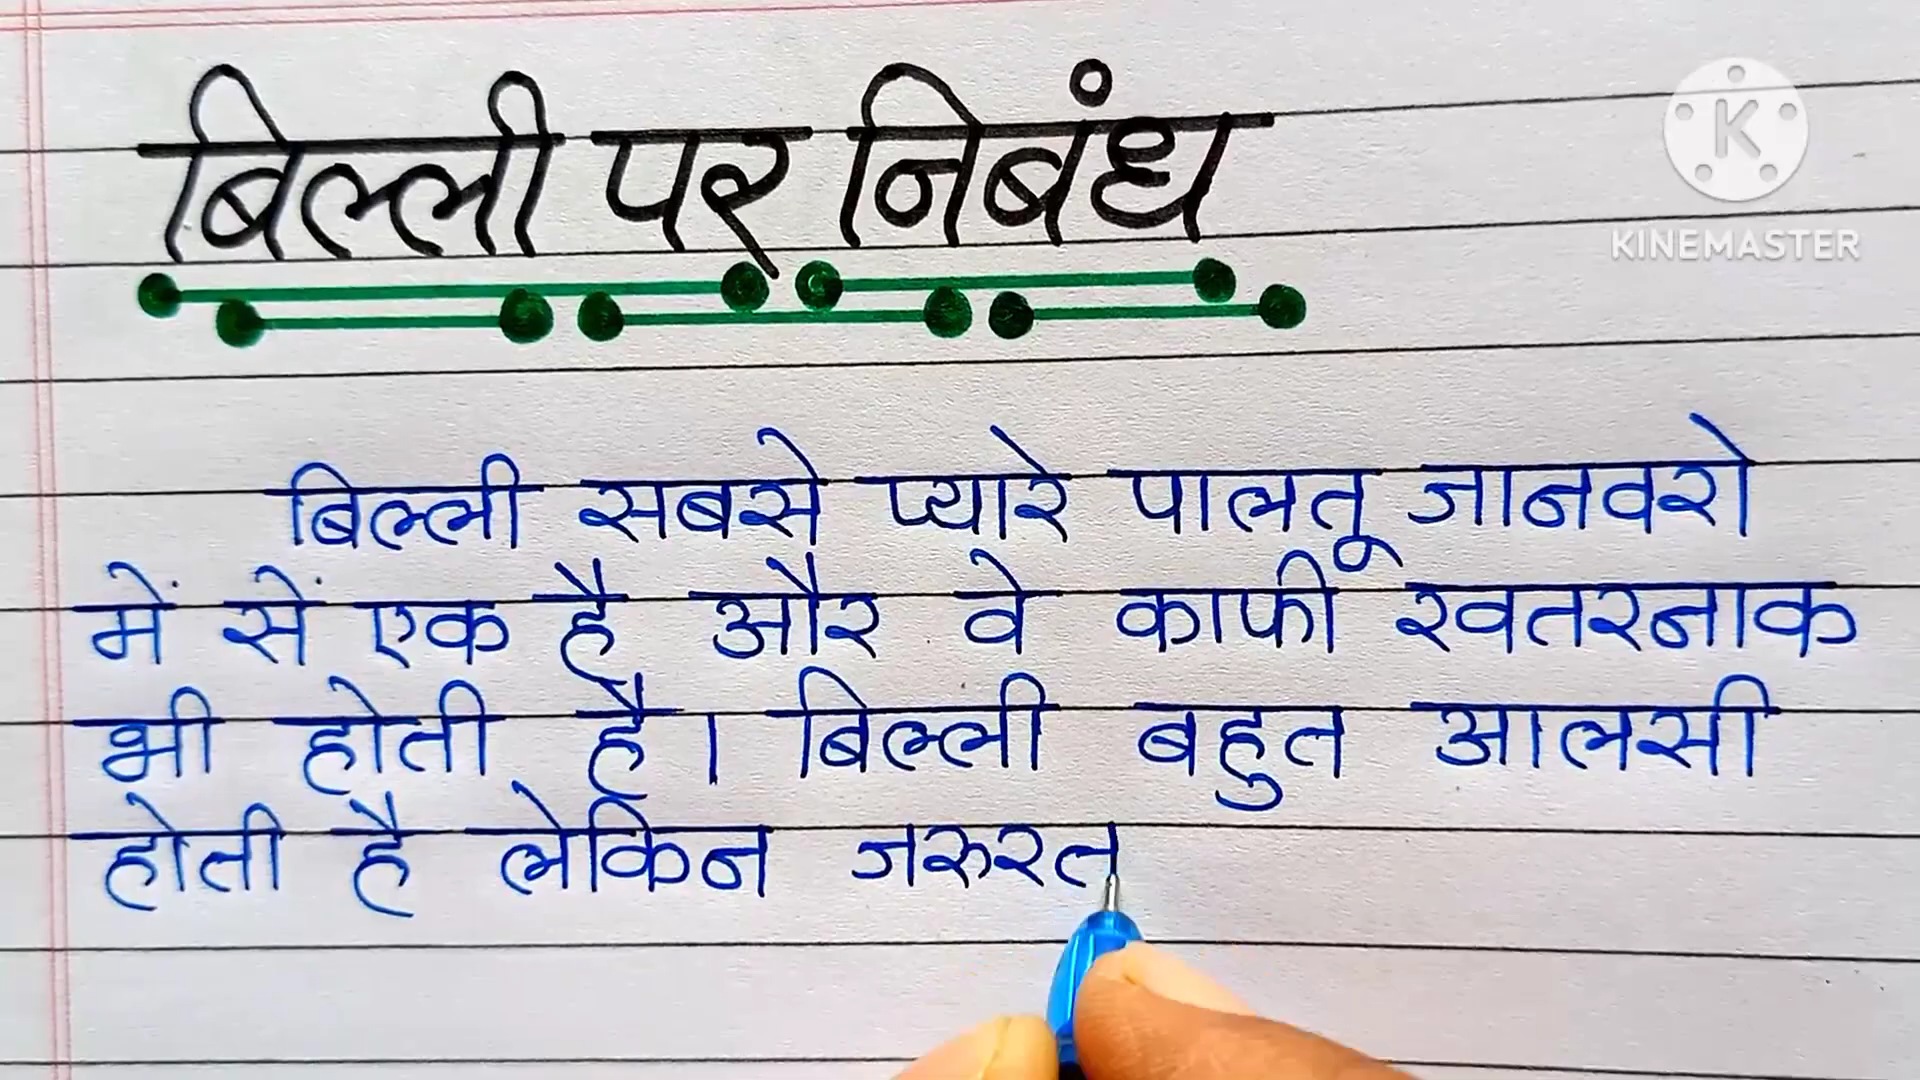 बिल्ली पर निबंध
K
KINEMASTER
बिल्ली सबसे प्यारे पालतू जानवरो
में सें एक है और वे काफी खतरनाक
भी होती है। बिल्ली बहुत आलसी
होती है लेकिन जरुरत